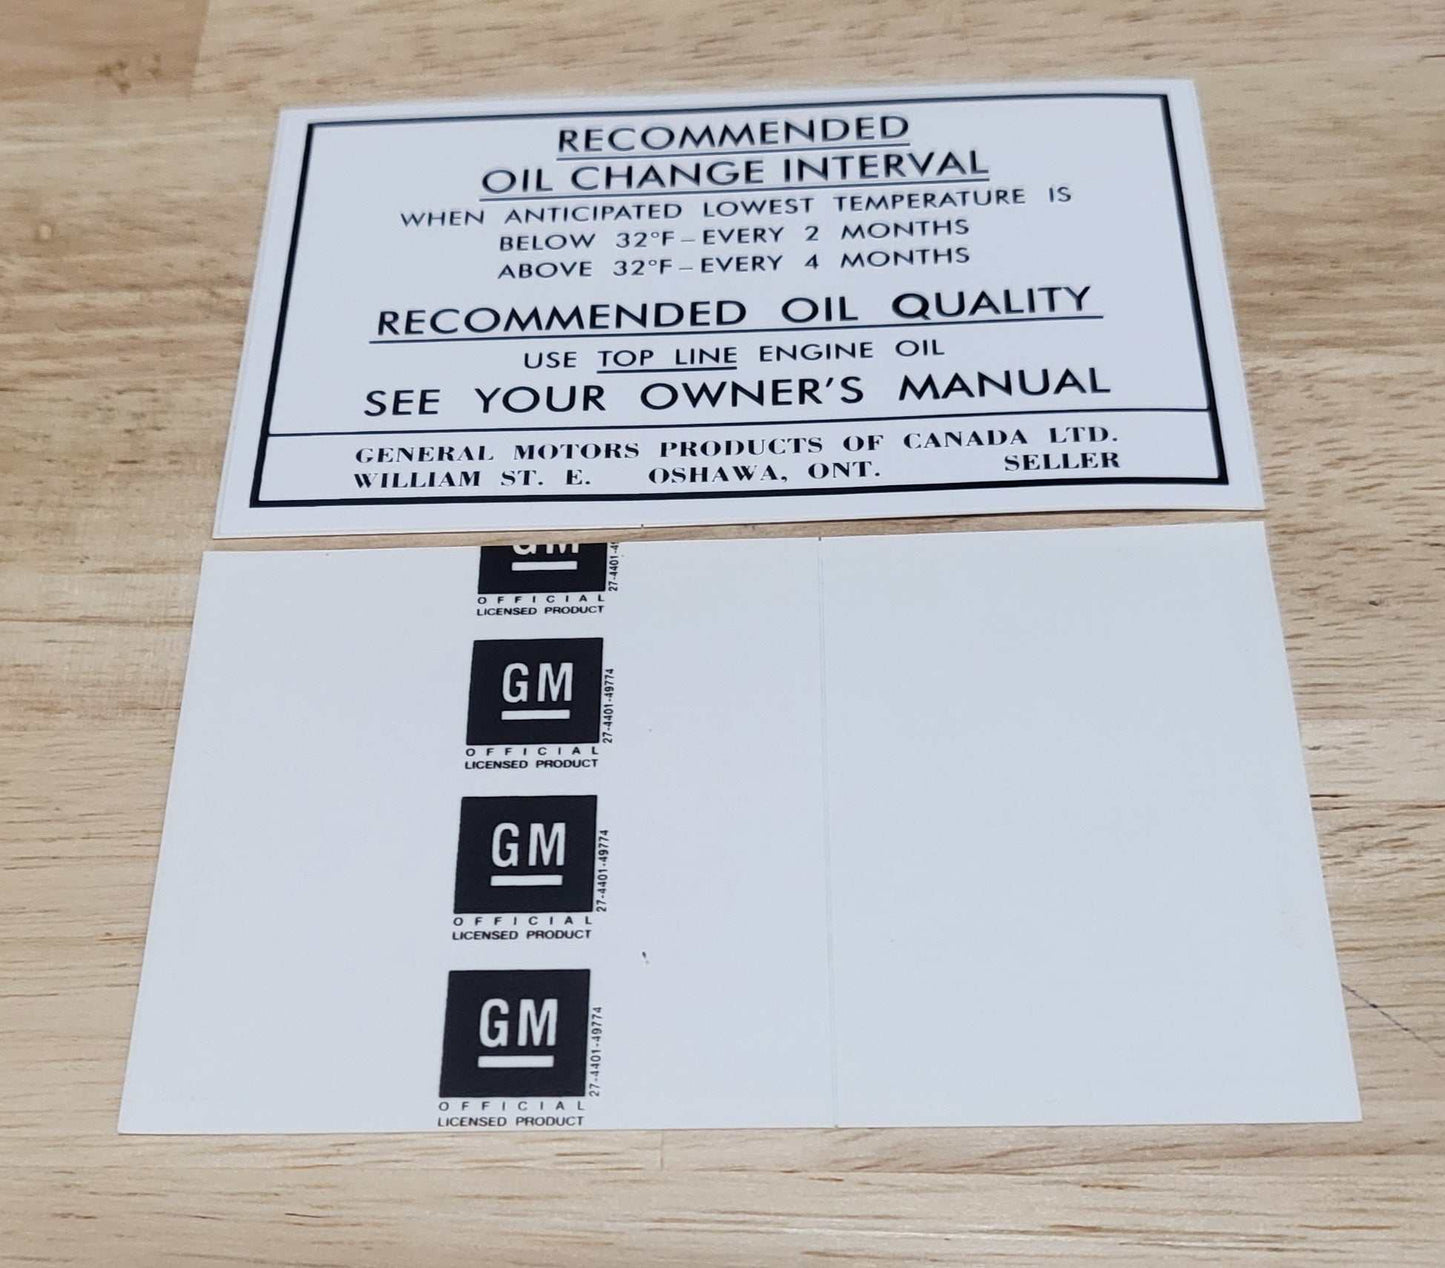 RECOMMENDED
OIL CHANGE INTERVAL
WHEN ANTICIPATED LOWEST TEMPERATURE IS
BELOW 32°F–EVERY 2 MONTHS
ABOVE 32°F–EVERY 4 MONTHS
RECOMMENDED OIL QUALITY
USE TOP LINE ENGINE OIL
SEE YOUR OWNER'S MANUAL
GENERAL MOTORS PRODUCTS OF CANADA LTD.
WILLIAM ST. E. OSHAWA, ONT. SELLER
GM
27-4401-49
OFFICIAL
LICENSED PRODUCT
GM
27-4401-49774
OFFICIAL
LICENSED PRODUCT
GM
27-4401-49774
OFFICIAL
LICENSED PRODUCT
GM
27-4401-49774
OFFICIAL
LICENSED PRODUCT